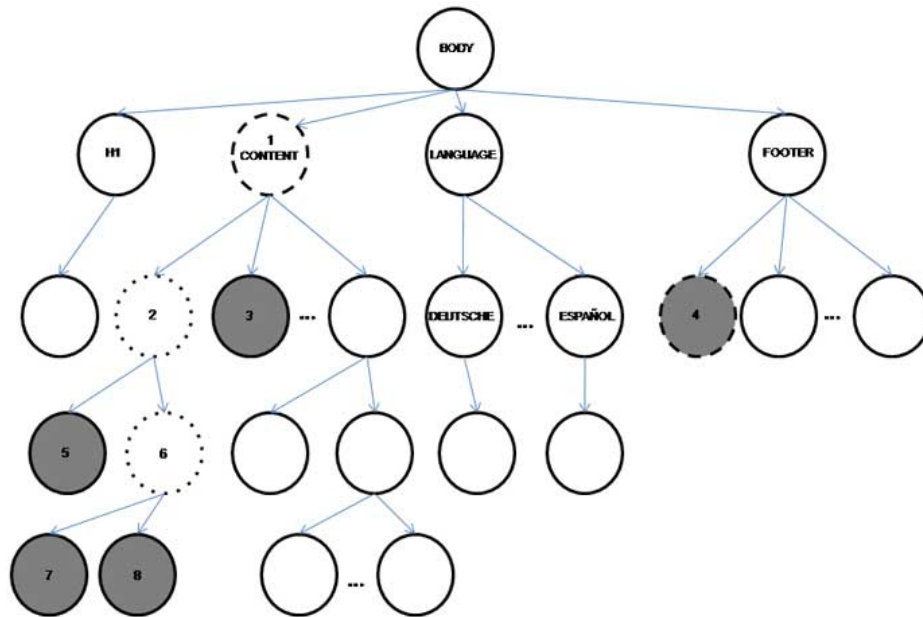 BODY
H1
1
CONTENT
LANGUAGE
FOOTER
2
3
...
DEUTSCHE
...
ESPAÑOL
4
...
5
6
7
8
...